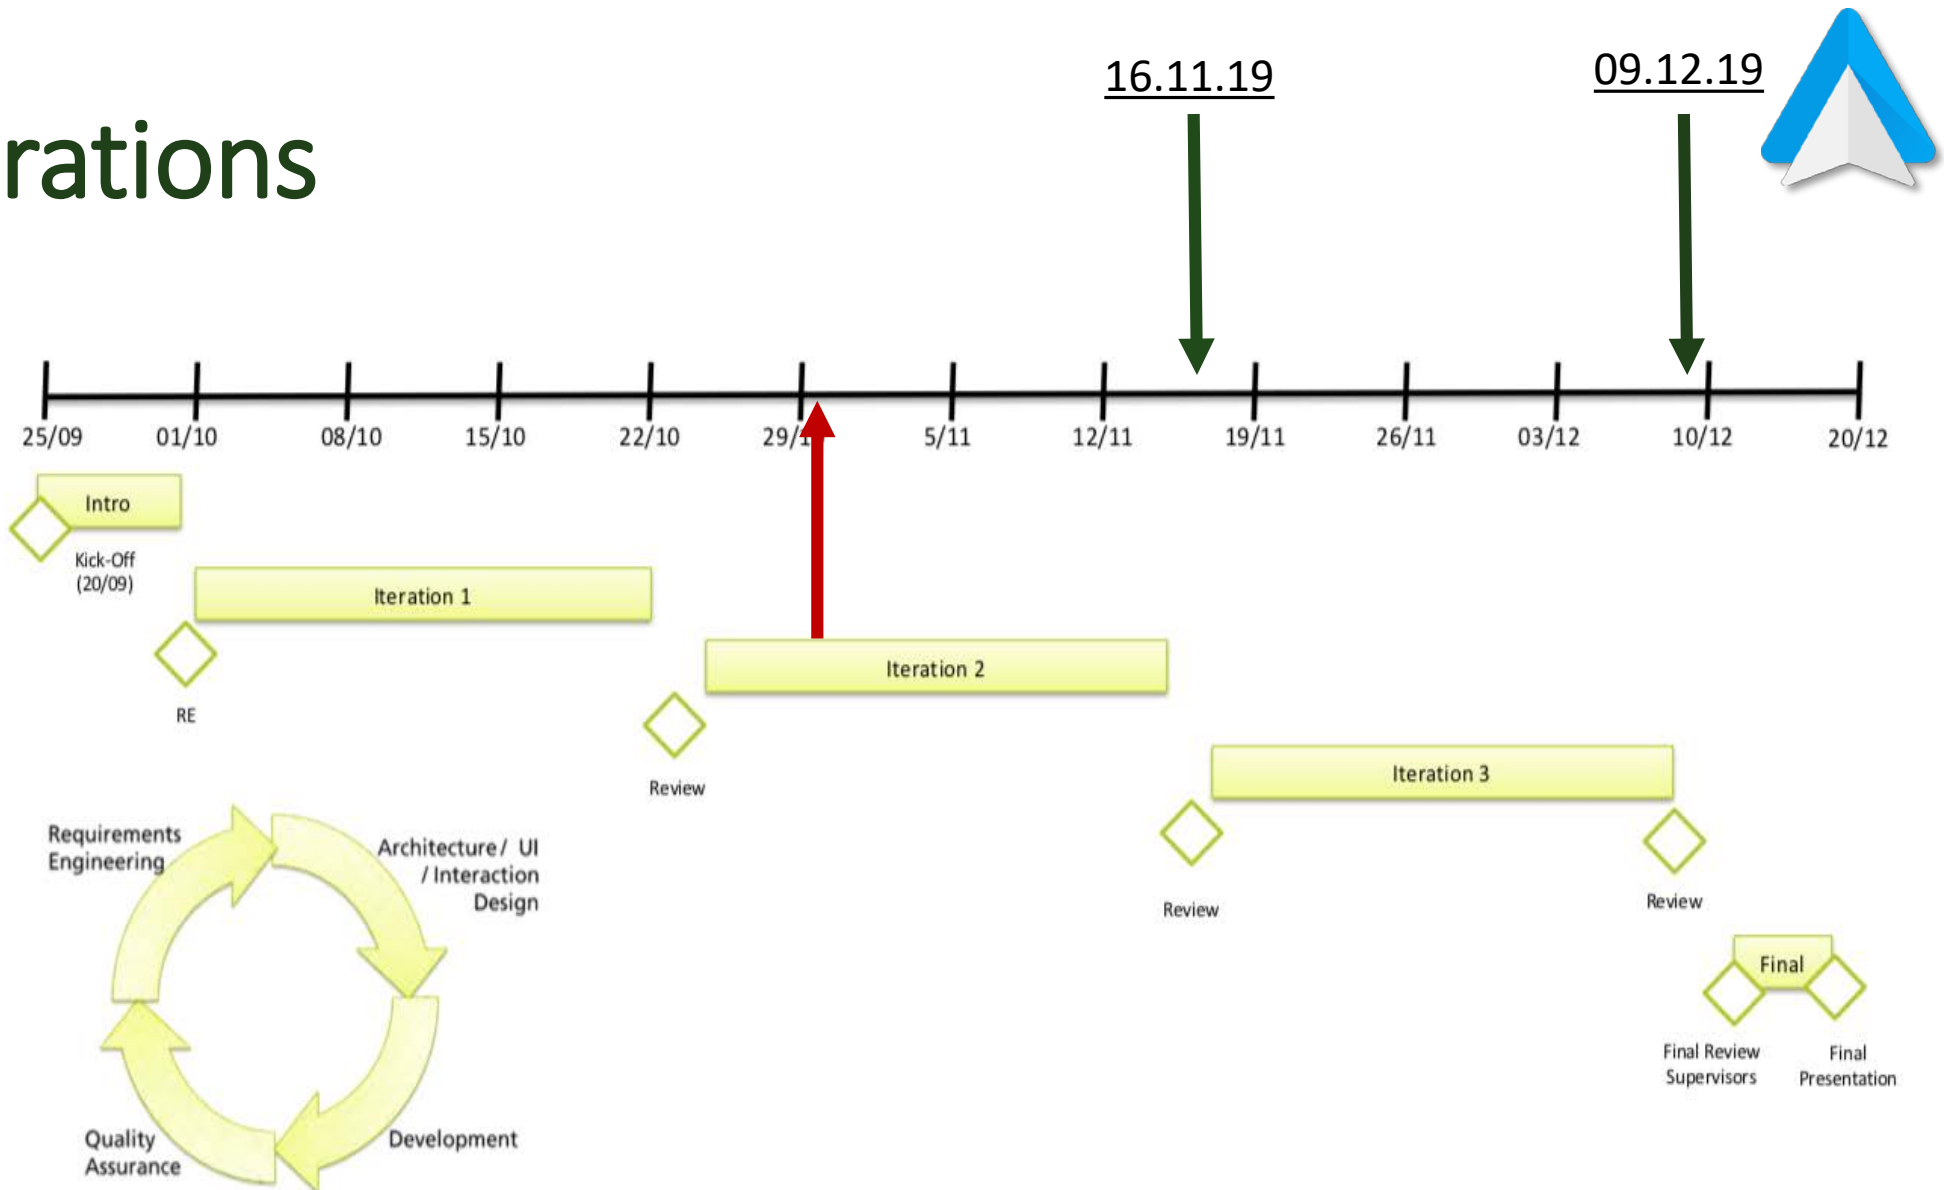 16.11.19
09.12.19
rations
25/09
01/10
08/10
15/10
22/10
29/1
5/11
12/11
19/11
26/11
03/12
10/12
20/12
Intro
Kick-Off
(20/09)
Iteration 1
RE
Iteration 2
Review
Iteration 3
Review
Review
Final
Final Review
Supervisors
Final
Presentation
Requirements
Engineering
Architecture / UI
/ Interaction
Design
Development
Quality
Assurance